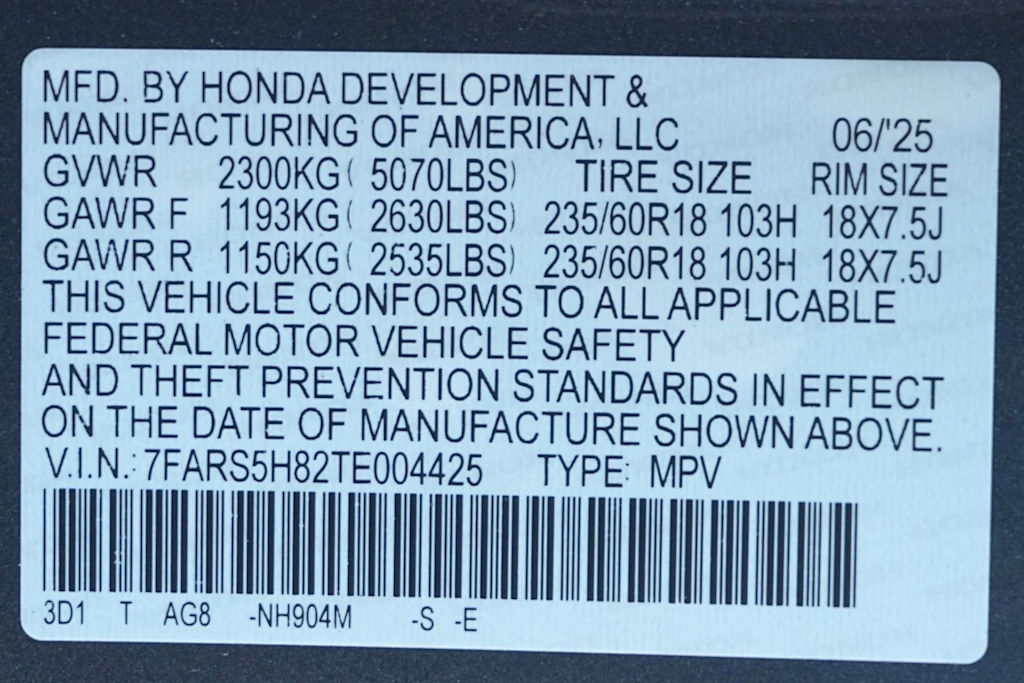 MFD. BY HONDA DEVELOPMENT &
MANUFACTURING OF AMERICA, LLC 06/'25
GVWR 2300KG( 5070LBS) TIRE SIZE RIM SIZE
GAWR F 1193KG( 2630LBS) 235/60R18 103H 18X7.5J
GAWR R 1150KG( 2535LBS) 235/60R18 103H 18X7.5J
THIS VEHICLE CONFORMS TO ALL APPLICABLE
FEDERAL MOTOR VEHICLE SAFETY
AND THEFT PREVENTION STANDARDS IN EFFECT
ON THE DATE OF MANUFACTURE SHOWN ABOVE.
V.I.N.: 7FARS5H82TE004425 TYPE: MPV
3D1 T AG8 -NH904M -S -E